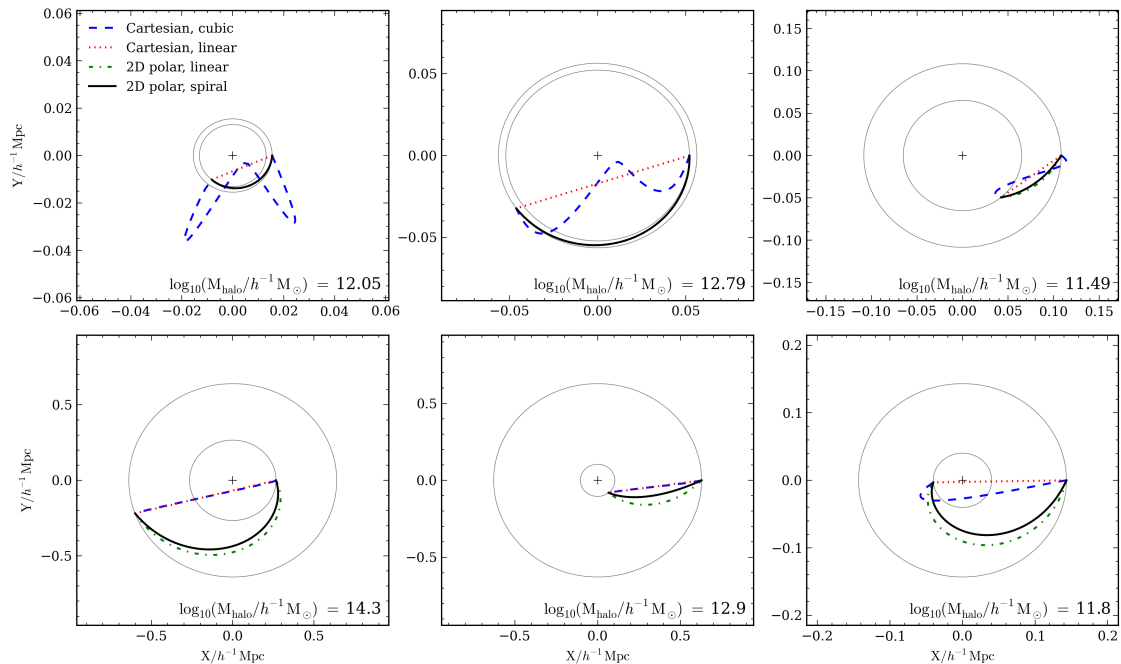 0.06
0.04
0.02
0.00
−0.02
−0.04
−0.06
Y/h⁻¹ Mpc
Cartesian, cubic
Cartesian, linear
2D polar, linear
2D polar, spiral
log₁₀(M_halo/h⁻¹ M_⊙) = 12.05
−0.06 −0.04 −0.02 0.00 0.02 0.04 0.06
0.05
0.00
−0.05
log₁₀(M_halo/h⁻¹ M_⊙) = 12.79
−0.05 0.00 0.05
0.15
0.10
0.05
0.00
−0.05
−0.10
−0.15
log₁₀(M_halo/h⁻¹ M_⊙) = 11.49
−0.15 −0.10 −0.05 0.00 0.05 0.10 0.15
0.5
0.0
−0.5
Y/h⁻¹ Mpc
log₁₀(M_halo/h⁻¹ M_⊙) = 14.3
−0.5 0.0 0.5
X/h⁻¹ Mpc
0.5
0.0
−0.5
log₁₀(M_halo/h⁻¹ M_⊙) = 12.9
−0.5 0.0 0.5
X/h⁻¹ Mpc
0.2
0.1
0.0
−0.1
−0.2
log₁₀(M_halo/h⁻¹ M_⊙) = 11.8
−0.2 −0.1 0.0 0.1 0.2
X/h⁻¹ Mpc